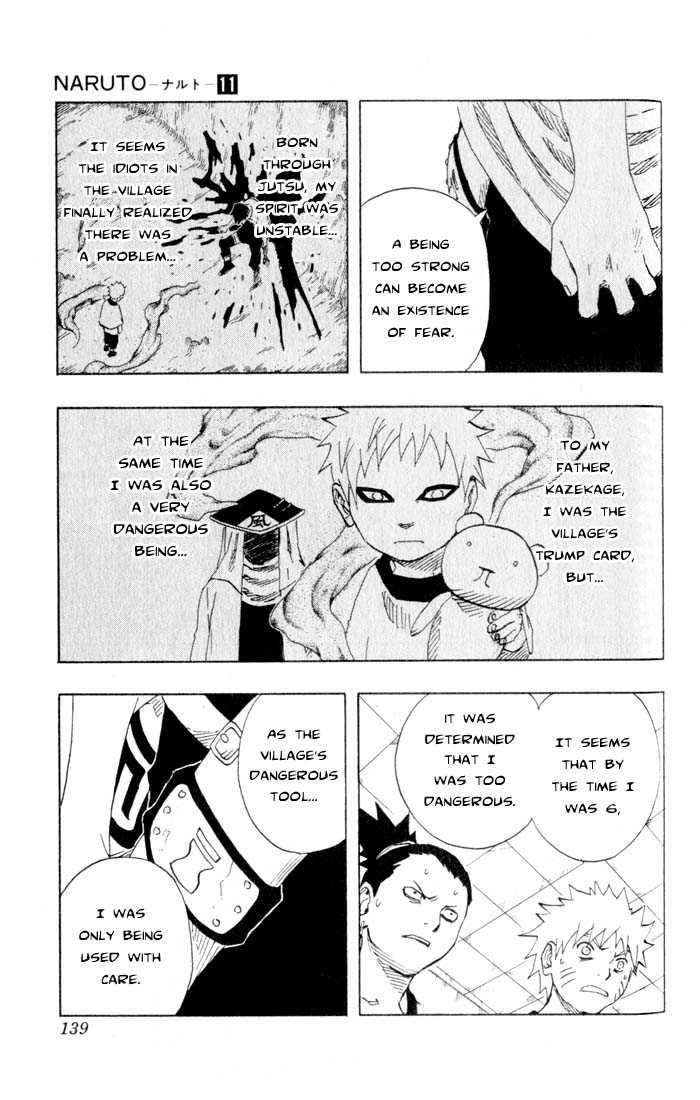 NARUTO —ナルト— 11
A BEING
TOO STRONG
CAN BECOME
AN EXISTENCE
OF FEAR.
BORN
THROUGH
JUTSU, MY
SPIRIT WAS
UNSTABLE...
IT SEEMS
THE IDIOTS IN
THE VILLAGE
FINALLY REALIZED
THERE WAS
A PROBLEM...
TO MY
FATHER,
KAZEKAGE,
I WAS THE
VILLAGE'S
TRUMP CARD,
BUT...
AT THE
SAME TIME
I WAS ALSO
A VERY
DANGEROUS
BEING...
風
IT SEEMS
THAT BY
THE TIME I
WAS 6,
IT WAS
DETERMINED
THAT I
WAS TOO
DANGEROUS.
AS THE
VILLAGE'S
DANGEROUS
TOOL...
I WAS
ONLY BEING
USED WITH
CARE.
139